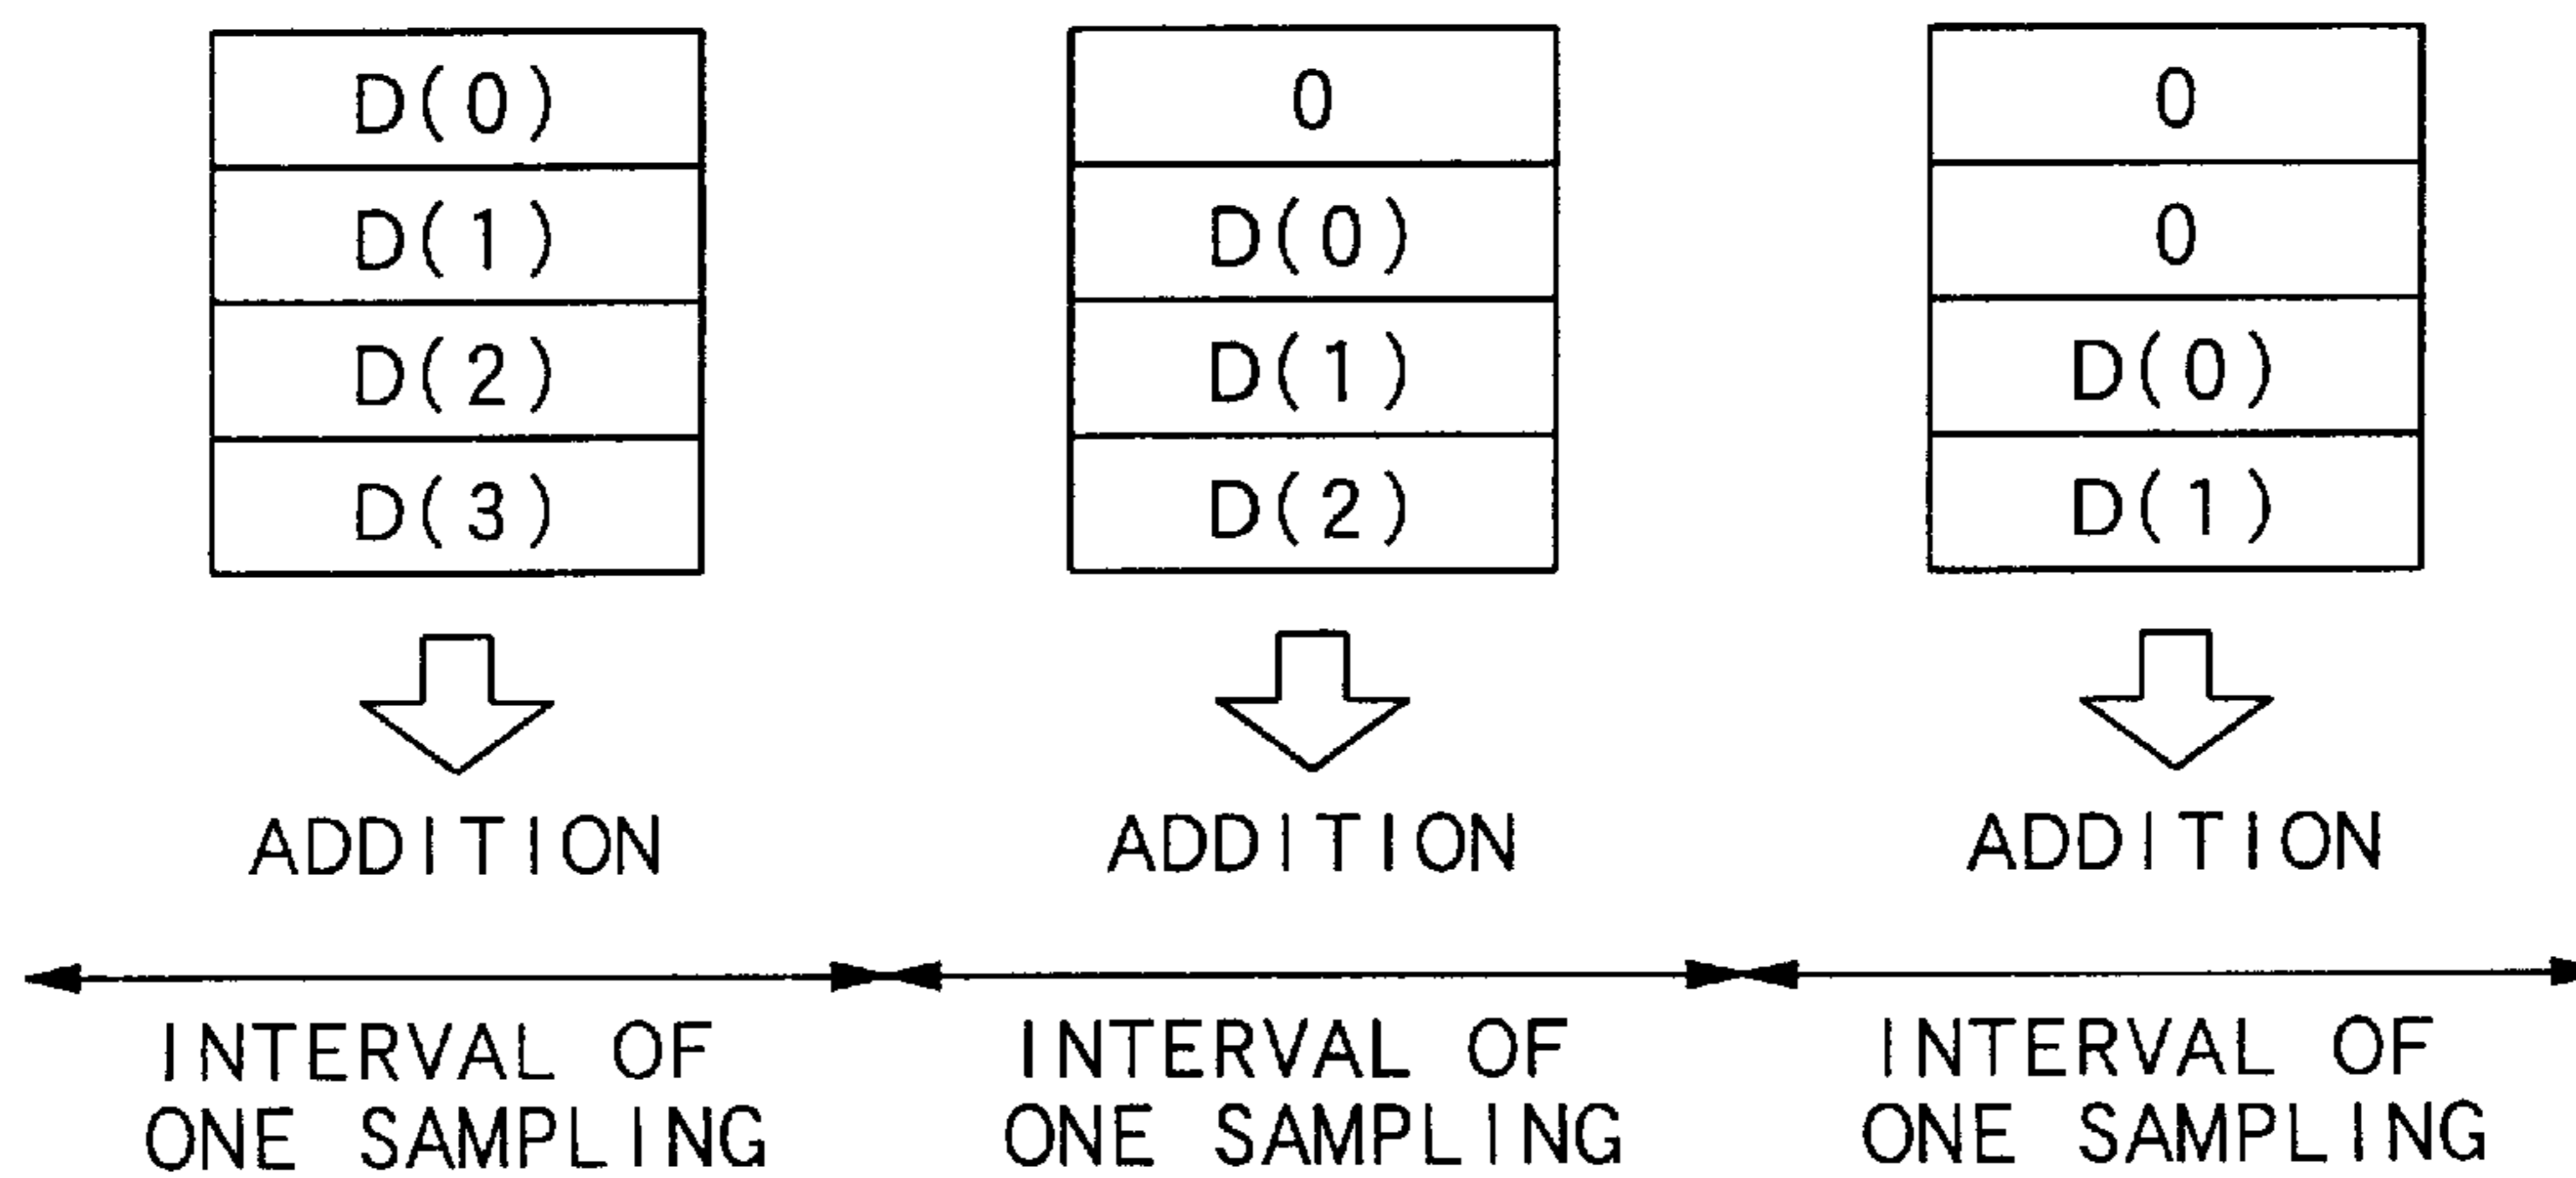 D(0) 0 0
D(1) D(0) 0
D(2) D(1) D(0)
D(3) D(2) D(1)
ADDITION ADDITION ADDITION
INTERVAL OF INTERVAL OF INTERVAL OF
ONE SAMPLING ONE SAMPLING ONE SAMPLING